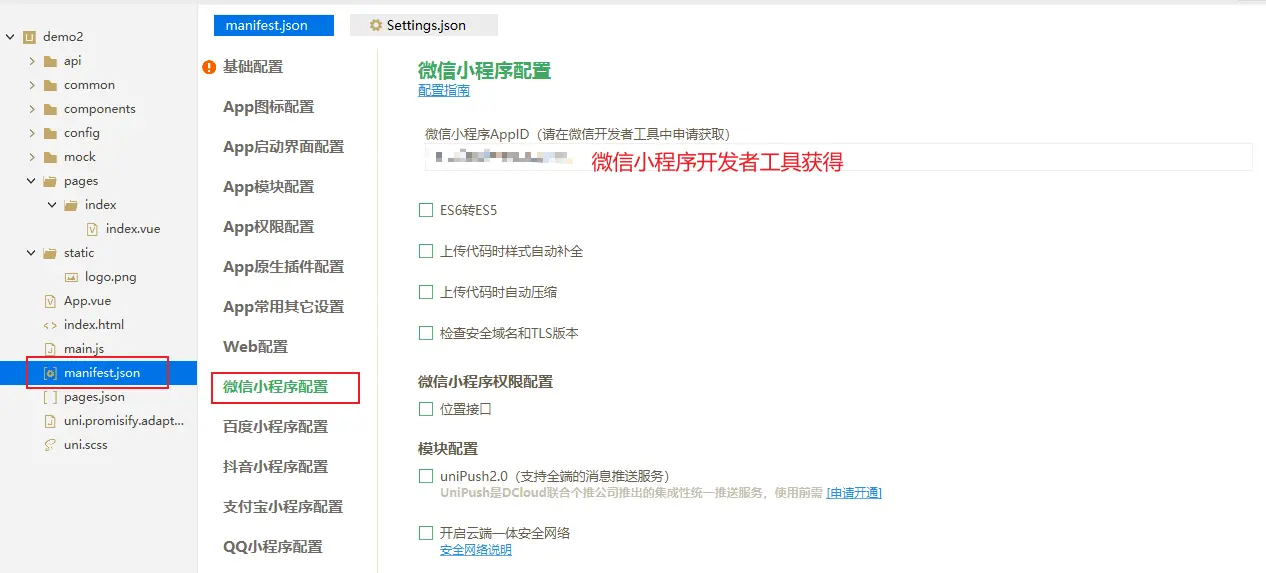 demo2
api
common
components
config
mock
pages
index
index.vue
static
logo.png
App.vue
index.html
main.js
manifest.json
pages.json
uni.promisify.adapt...
uni.scss
manifest.json
Settings.json
基础配置
App图标配置
App启动界面配置
App模块配置
App权限配置
App原生插件配置
App常用其它设置
Web配置
微信小程序配置
百度小程序配置
抖音小程序配置
支付宝小程序配置
QQ小程序配置
微信小程序配置
配置指南
微信小程序AppID（请在微信开发者工具中申请获取）
微信小程序开发者工具获得
ES6转ES5
上传代码时样式自动补全
上传代码时自动压缩
检查安全域名和TLS版本
微信小程序权限配置
位置接口
模块配置
uniPush2.0（支持全端的消息推送服务）
UniPush是DCloud联合个推公司推出的集成性统一推送服务，使用前需 [申请开通]
开启云端一体安全网络
安全网络说明